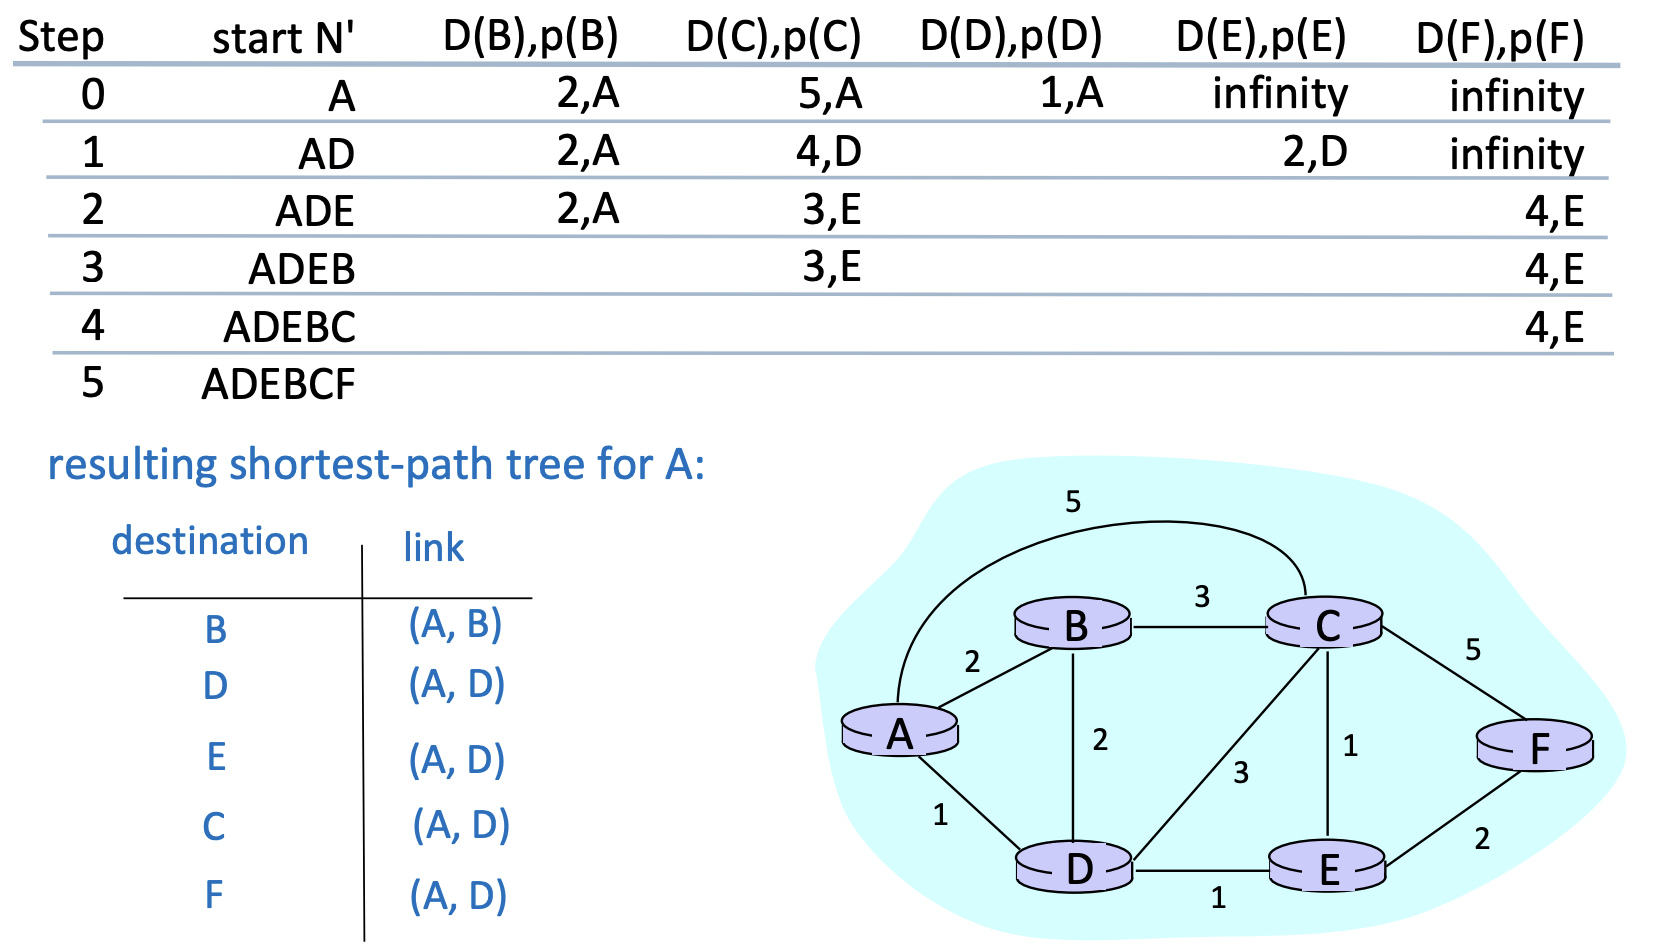 Step start N' D(B),p(B) D(C),p(C) D(D),p(D) D(E),p(E) D(F),p(F)
0 A 2,A 5,A 1,A infinity infinity
1 AD 2,A 4,D 2,D infinity
2 ADE 2,A 3,E 4,E
3 ADEB 3,E 4,E
4 ADEBC 4,E
5 ADEBCF
resulting shortest-path tree for A:
destination link
B (A, B)
D (A, D)
E (A, D)
C (A, D)
F (A, D)
5
3
B C
5
2
A
2
3
1
F
1
2
D E
1